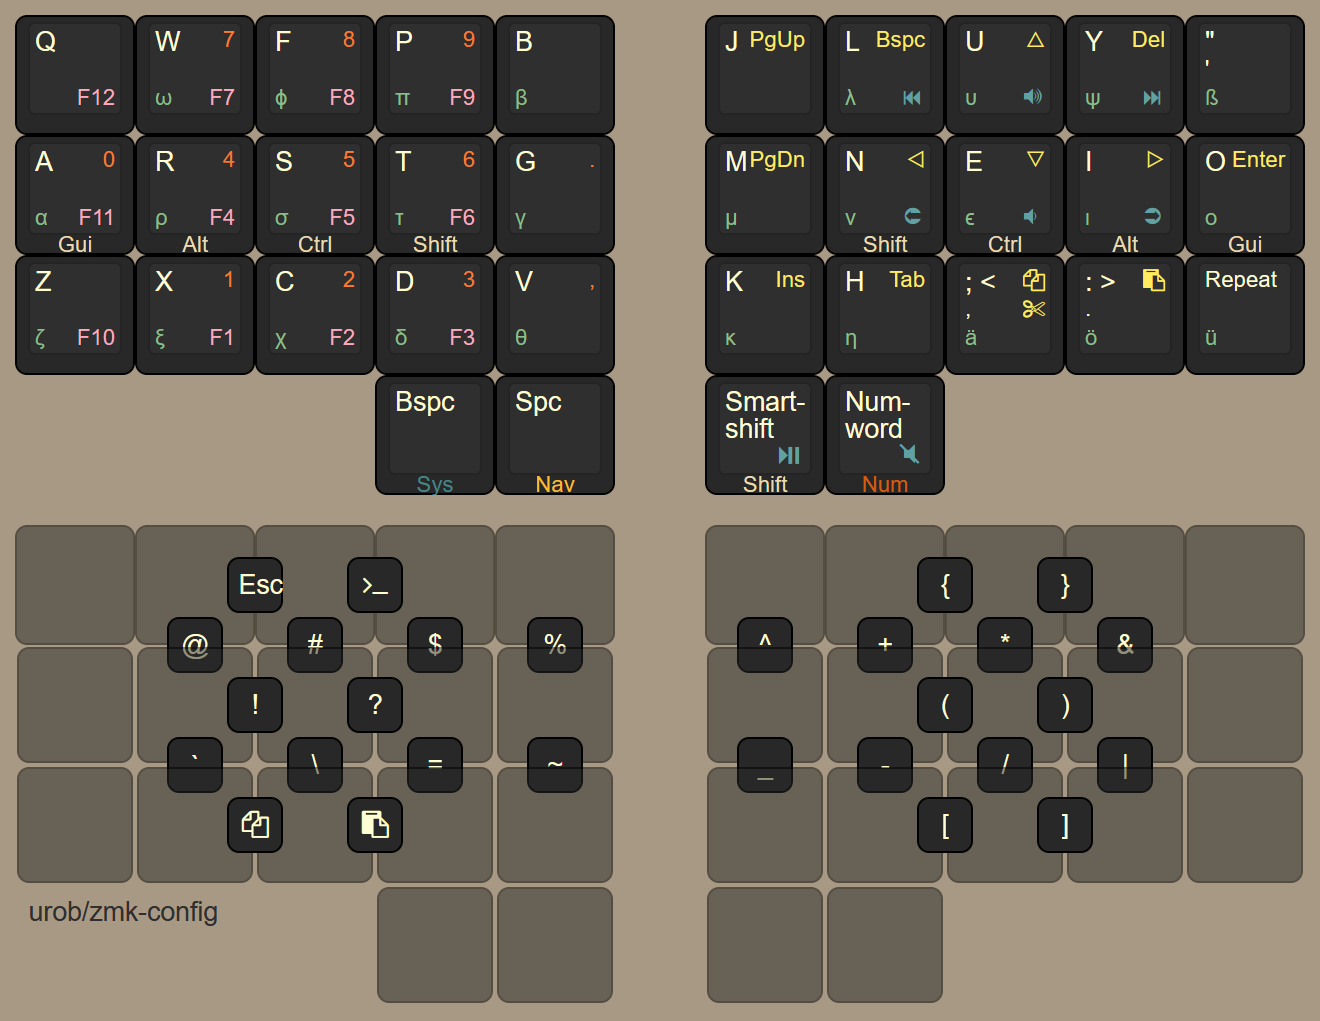 Q W 7 F 8 P 9 B J PgUp L Bspc U △ Y Del "
'
F12 ω F7 ϕ F8 π F9 β λ ⏮ υ 🔊 ψ ⏭ ß
A 0 R 4 S 5 T 6 G . M PgDn N ◁ E ▽ I ▷ O Enter
α F11 ρ F4 σ F5 τ F6 γ μ ν ϵ 🔉 ι ο
Gui Alt Ctrl Shift Shift Ctrl Alt Gui
Z X 1 C 2 D 3 V , K Ins H Tab ; < : > Repeat
, .
ζ F10 ξ F1 χ F2 δ F3 θ κ η ä ö ü
Bspc Spc Smart- Num-
shift word
⏯ 🔇
Sys Nav Shift Num
Esc >_ { }
@ # $ % ^ + * &
! ? ( )
` \ = ~ _ - / |
[ ]
urob/zmk-config